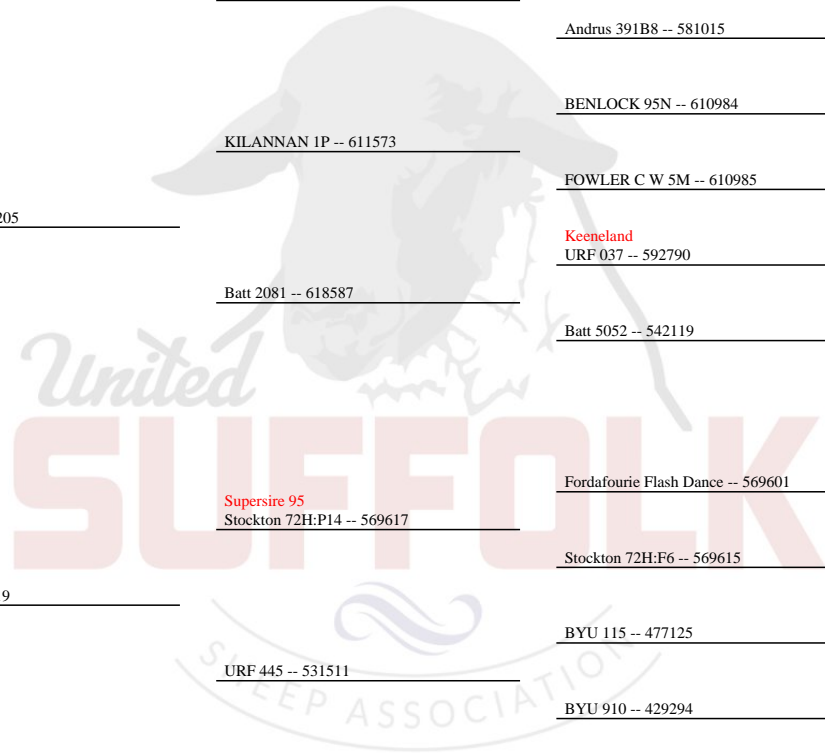 Andrus 391B8 -- 581015
BENLOCK 95N -- 610984
KILANNAN 1P -- 611573
FOWLER C W 5M -- 610985
205
Keeneland
URF 037 -- 592790
Batt 2081 -- 618587
Batt 5052 -- 542119
United
SUFFOLK
Fordafourie Flash Dance -- 569601
Supersire 95
Stockton 72H:P14 -- 569617
Stockton 72H:F6 -- 569615
9
BYU 115 -- 477125
URF 445 -- 531511
SHEEP ASSOCIATION
BYU 910 -- 429294